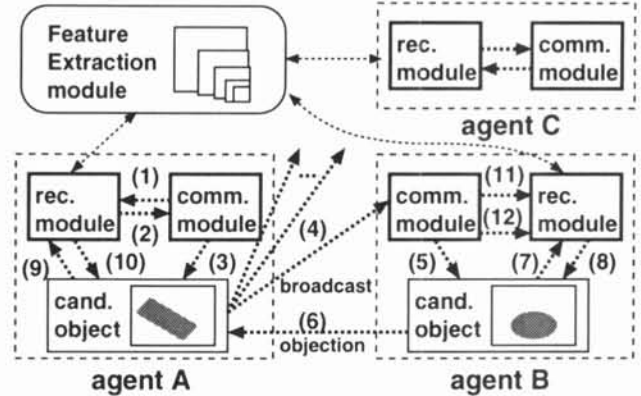 Feature
Extraction
module
rec.
module
comm.
module
agent C
rec.
module
(1)
(2)
comm.
module
...
(4)
comm.
module
(11)
(12)
rec.
module
(9)
(10)
(3)
broadcast
(5)
(7)
(8)
cand.
object
(6)
objection
cand.
object
agent A
agent B